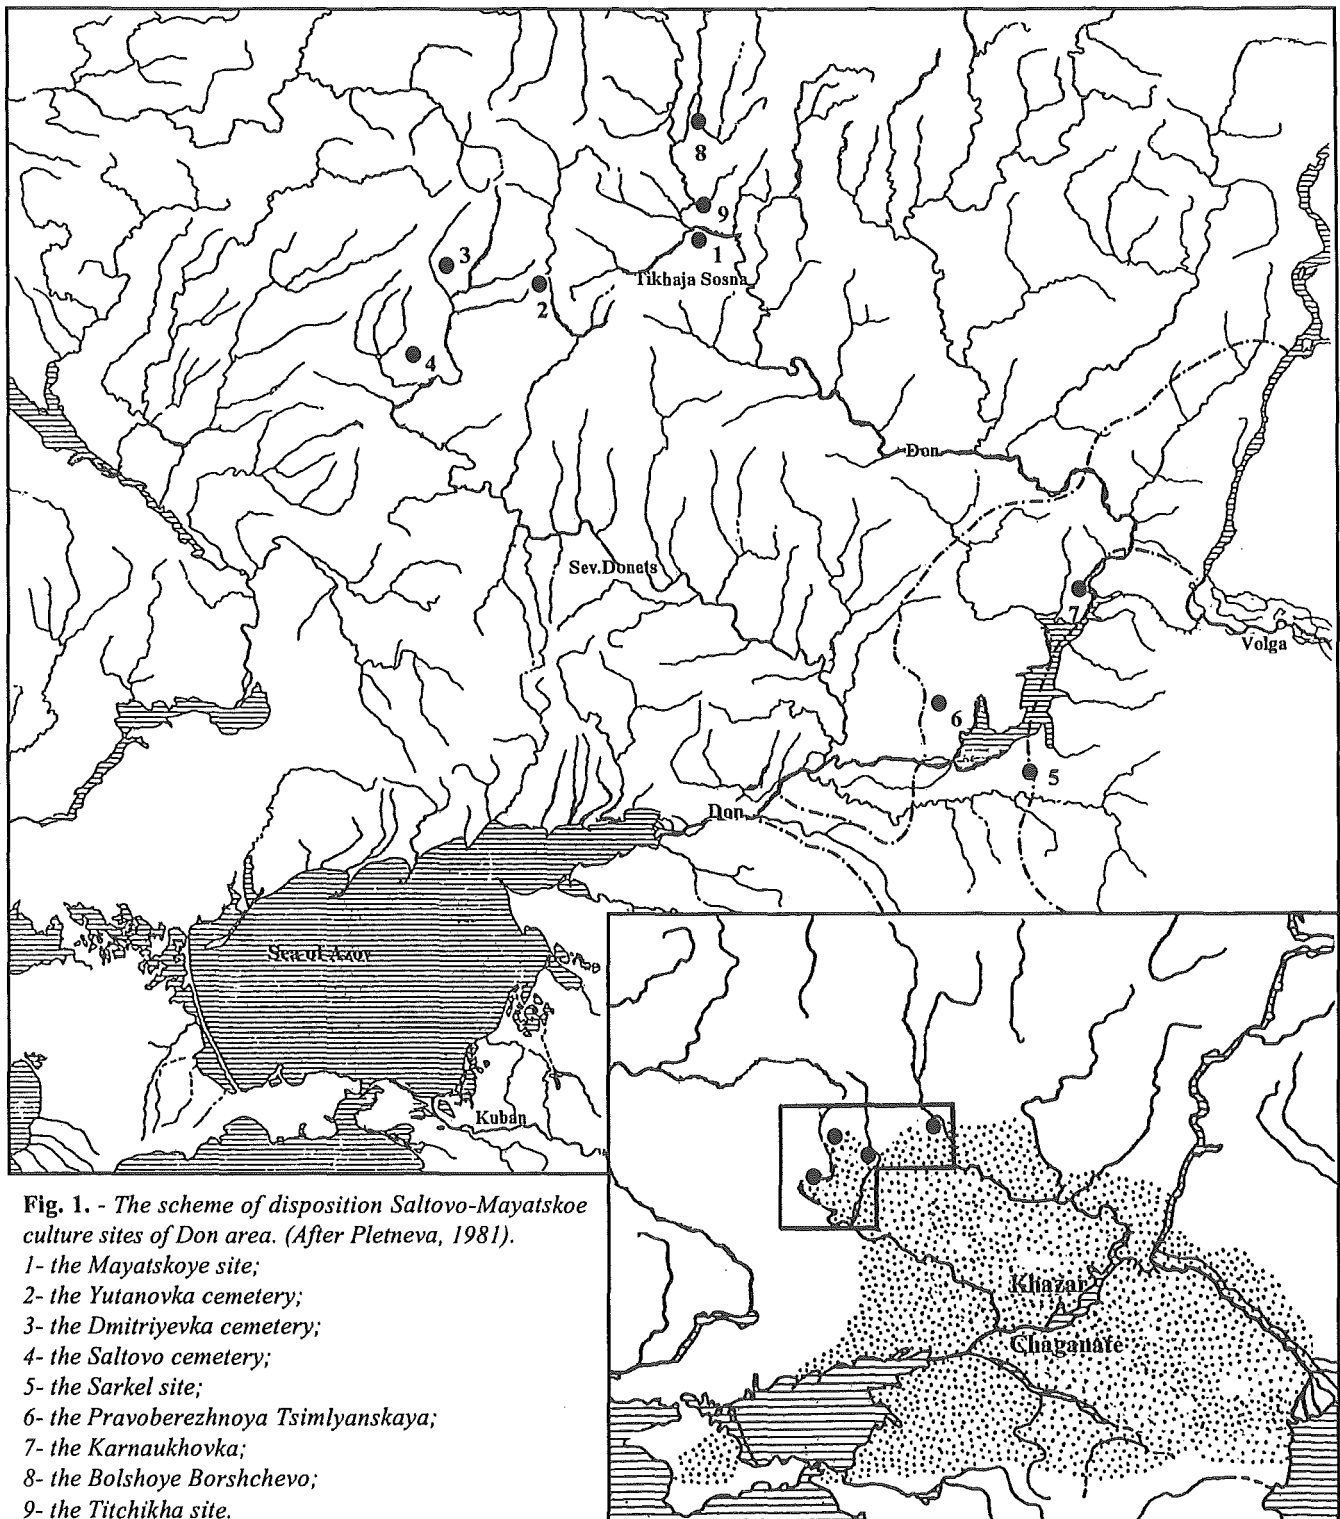 8
9
1
3
Tikhaja Sosna
2
4
Don
Sev.Donets
7
Volga
6
5
Don
Sea of Azov
Kuban
Khazar
Chaganate
Fig. 1. - The scheme of disposition Saltovo-Mayatskoe
culture sites of Don area. (After Pletneva, 1981).
1- the Mayatskoye site;
2- the Yutanovka cemetery;
3- the Dmitriyevka cemetery;
4- the Saltovo cemetery;
5- the Sarkel site;
6- the Pravoberezhnoya Tsimlyanskaya;
7- the Karnaukhovka;
8- the Bolshoye Borshchevo;
9- the Titchikha site.